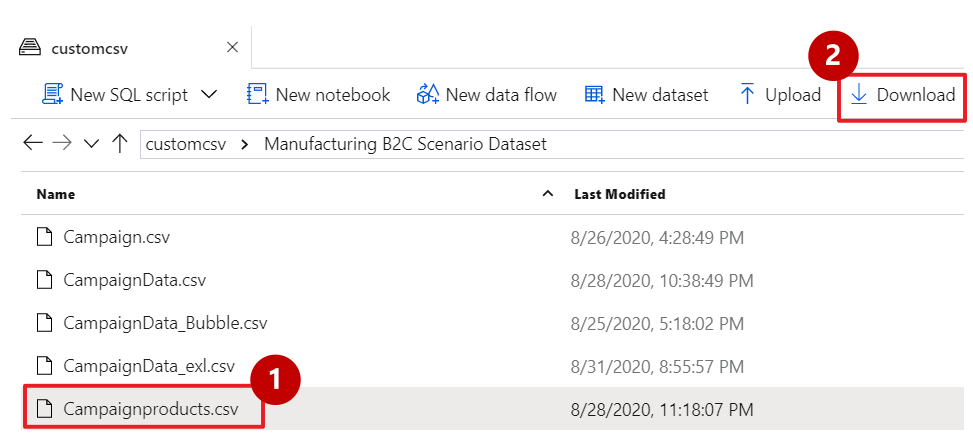 customcsv
2
New SQL script New notebook New data flow New dataset Upload Download
customcsv > Manufacturing B2C Scenario Dataset
Name Last Modified
Campaign.csv 8/26/2020, 4:28:49 PM
CampaignData.csv 8/28/2020, 10:38:49 PM
CampaignData_Bubble.csv 8/25/2020, 5:18:02 PM
CampaignData_exl.csv 8/31/2020, 8:55:57 PM
1
Campaignproducts.csv 8/28/2020, 11:18:07 PM